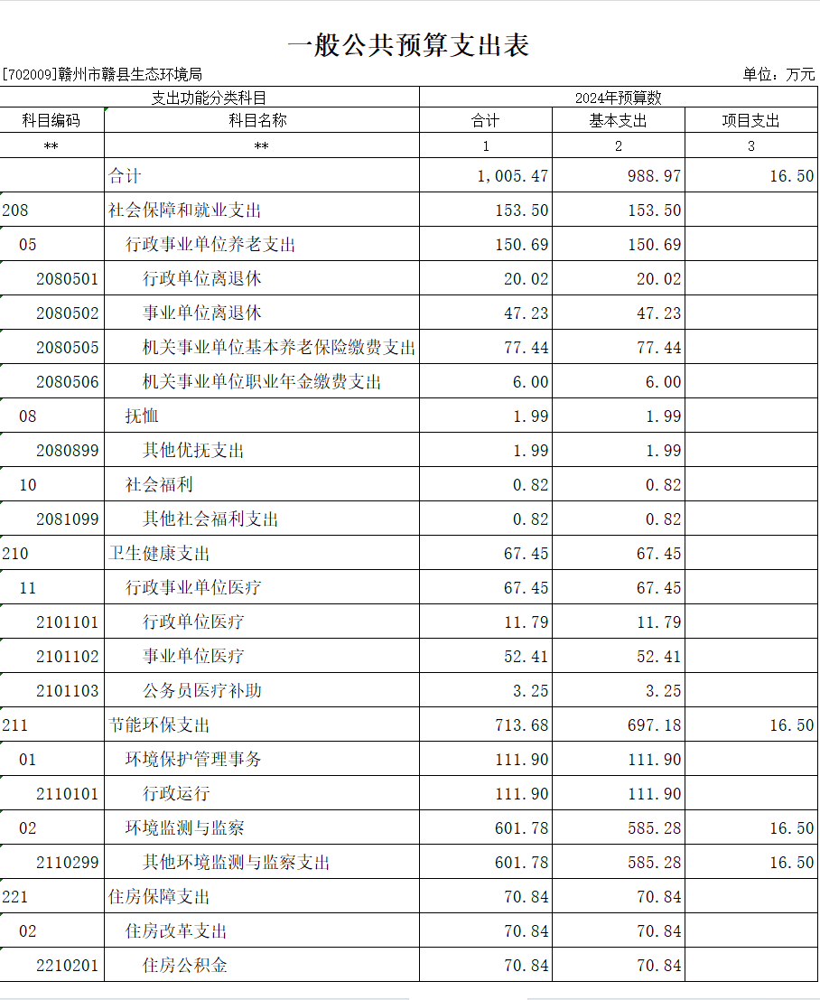 一般公共预算支出表
[702009]赣州市赣县生态环境局 单位：万元
支出功能分类科目 2024年预算数
科目编码 科目名称 合计 基本支出 项目支出
** ** 1 2 3
合计 1,005.47 988.97 16.50
208 社会保障和就业支出 153.50 153.50
05 行政事业单位养老支出 150.69 150.69
2080501 行政单位离退休 20.02 20.02
2080502 事业单位离退休 47.23 47.23
2080505 机关事业单位基本养老保险缴费支出 77.44 77.44
2080506 机关事业单位职业年金缴费支出 6.00 6.00
08 抚恤 1.99 1.99
2080899 其他优抚支出 1.99 1.99
10 社会福利 0.82 0.82
2081099 其他社会福利支出 0.82 0.82
210 卫生健康支出 67.45 67.45
11 行政事业单位医疗 67.45 67.45
2101101 行政单位医疗 11.79 11.79
2101102 事业单位医疗 52.41 52.41
2101103 公务员医疗补助 3.25 3.25
211 节能环保支出 713.68 697.18 16.50
01 环境保护管理事务 111.90 111.90
2110101 行政运行 111.90 111.90
02 环境监测与监察 601.78 585.28 16.50
2110299 其他环境监测与监察支出 601.78 585.28 16.50
221 住房保障支出 70.84 70.84
02 住房改革支出 70.84 70.84
2210201 住房公积金 70.84 70.84